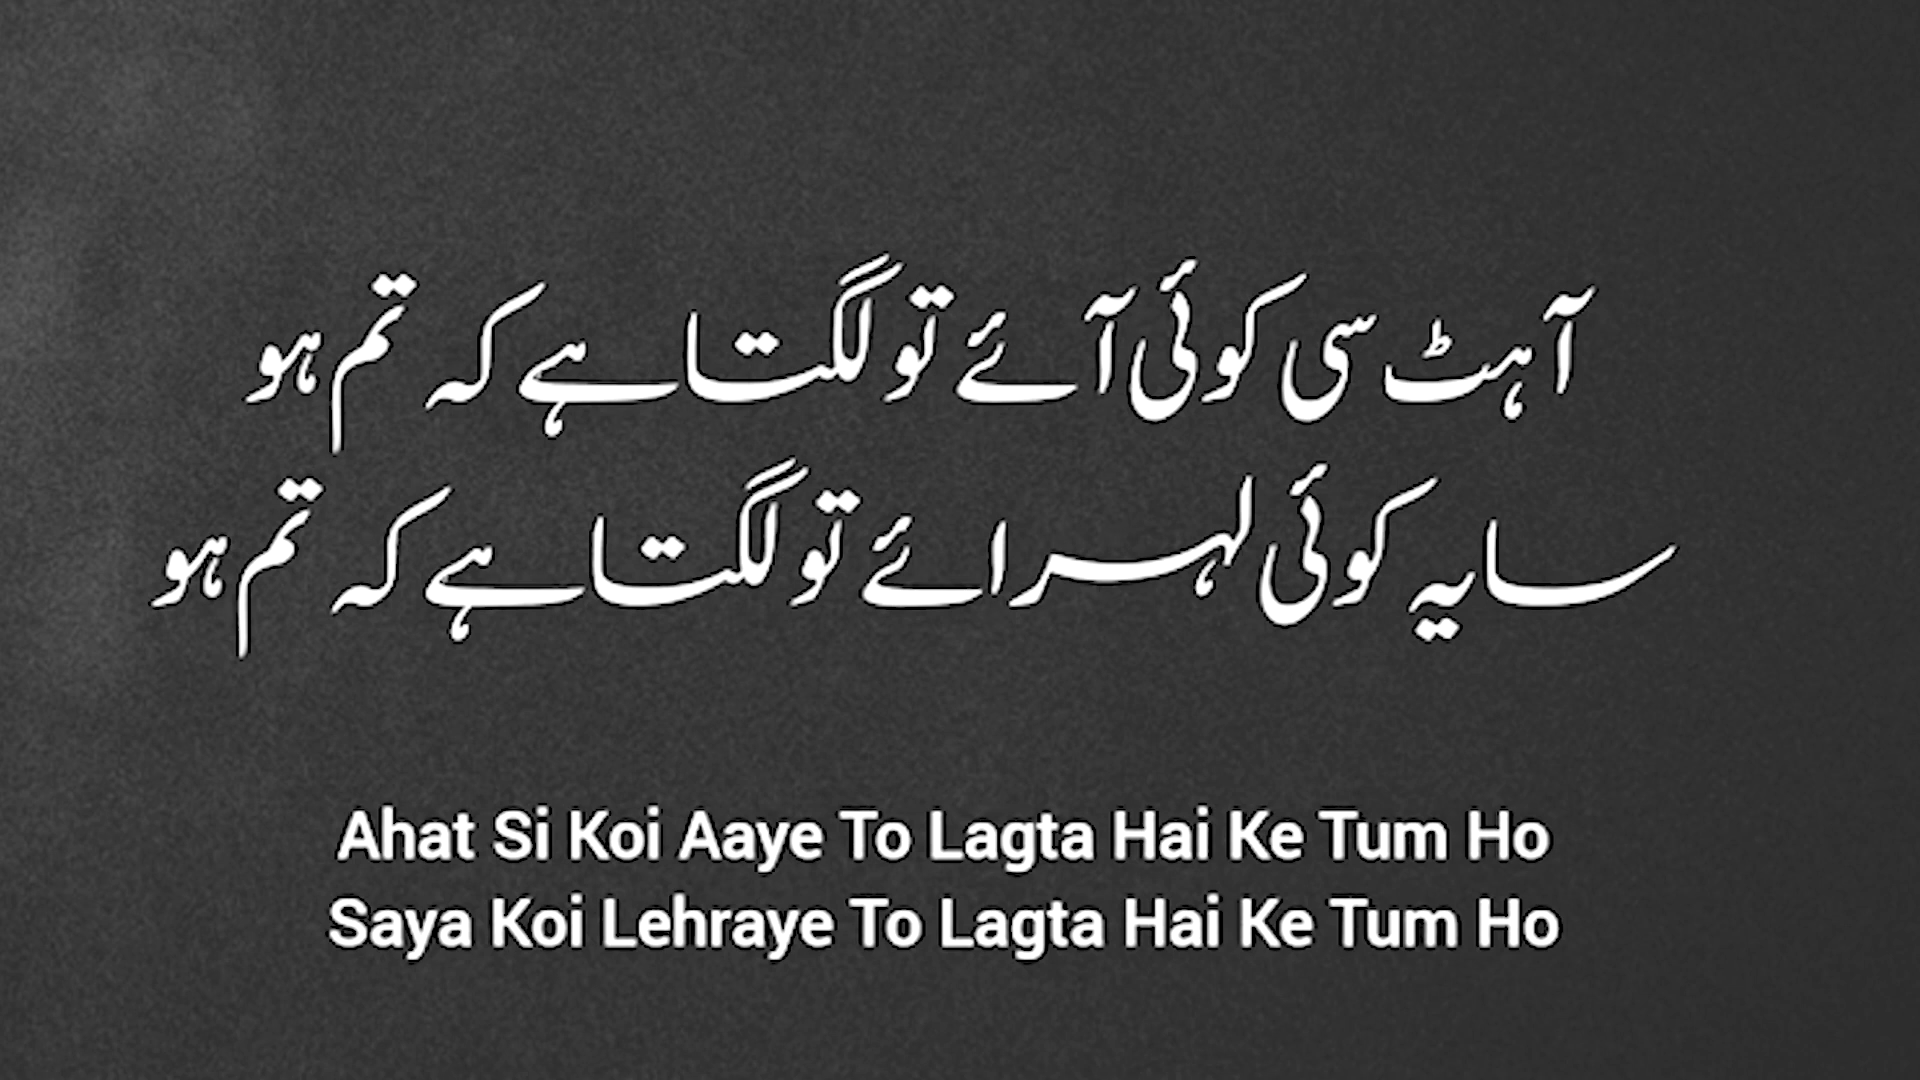 آہٹ سی کوئی آئے تو لگتا ہے کہ تم ہو
سایہ کوئی لہرائے تو لگتا ہے کہ تم ہو
Ahat Si Koi Aaye To Lagta Hai Ke Tum Ho
Saya Koi Lehraye To Lagta Hai Ke Tum Ho